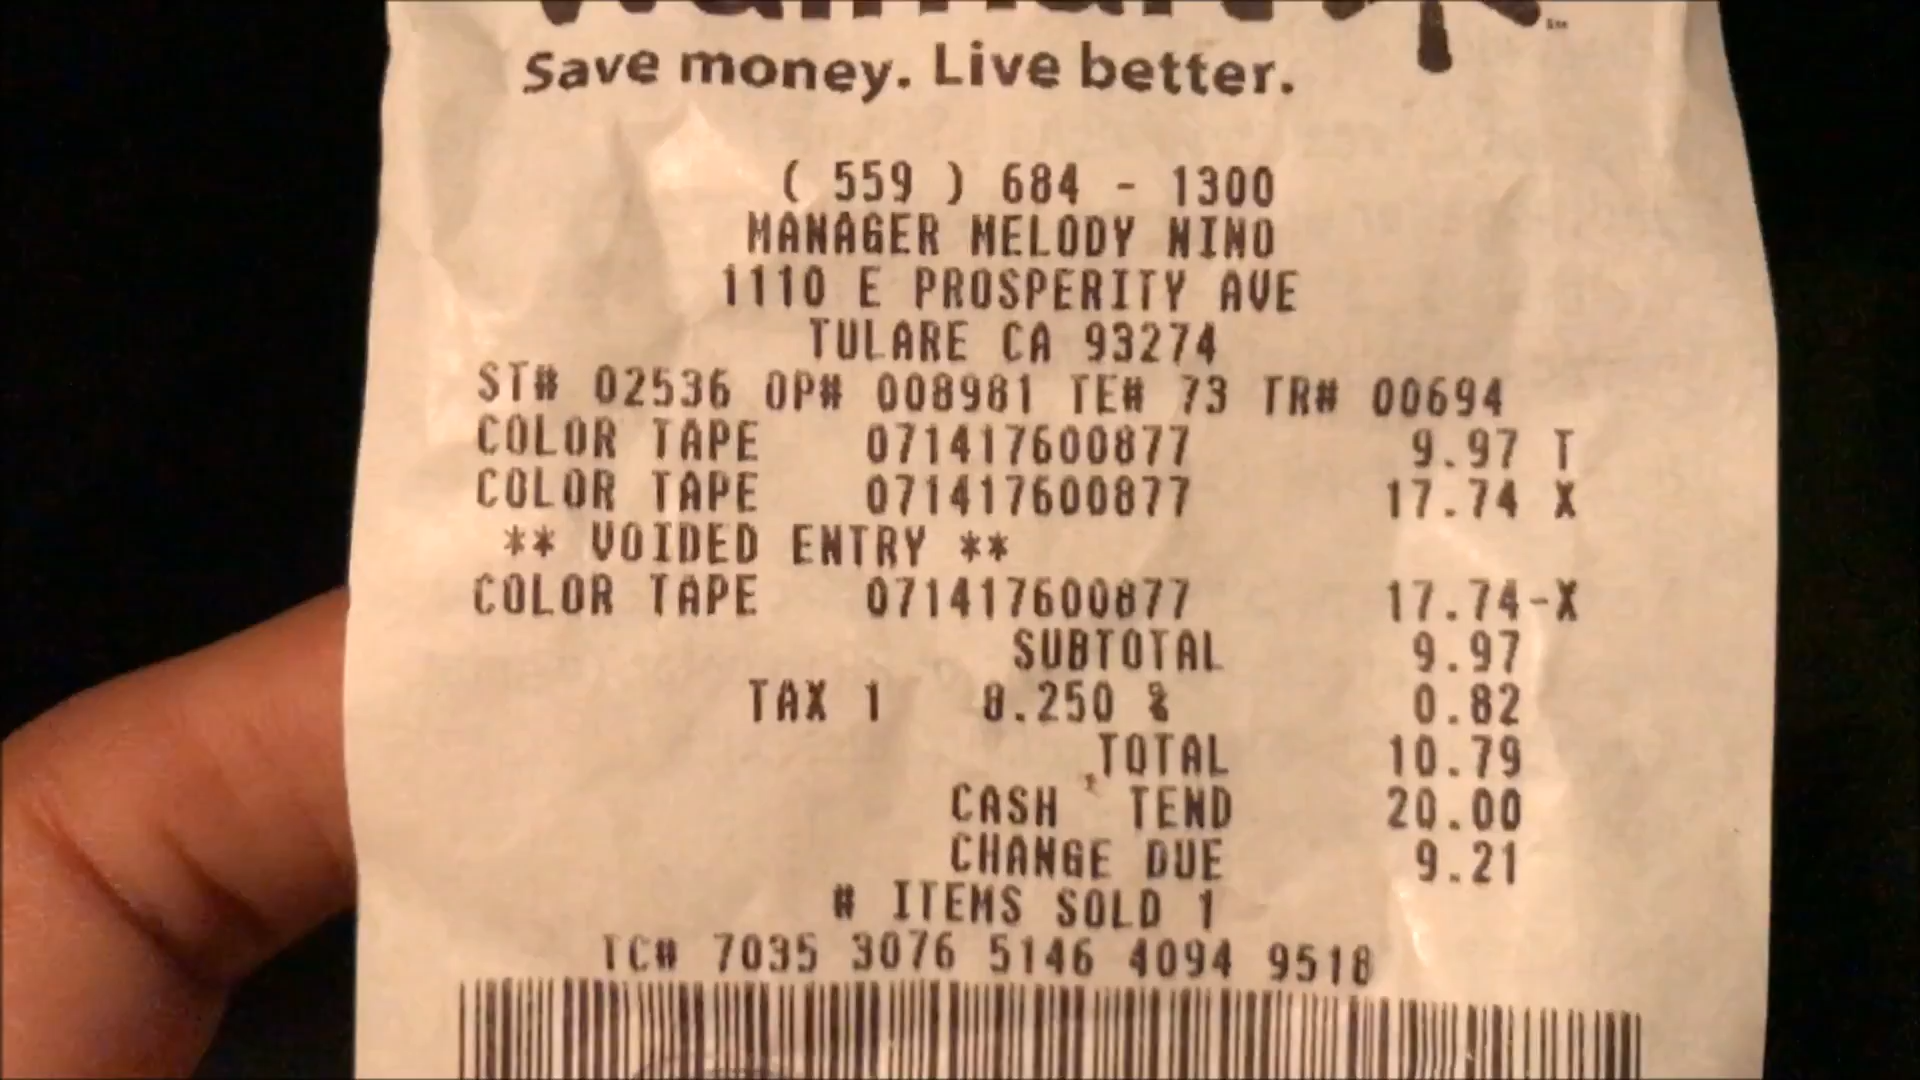 Walmart
Save money. Live better.
( 559 ) 684 - 1300
MANAGER MELODY NINO
1110 E PROSPERITY AVE
TULARE CA 93274
ST# 02536 OP# 008981 TE# 73 TR# 00694
COLOR TAPE 071417600877 9.97 T
COLOR TAPE 071417600877 17.74 X
** VOIDED ENTRY **
COLOR TAPE 071417600877 17.74-X
SUBTOTAL 9.97
TAX 1 8.250 % 0.82
TOTAL 10.79
CASH TEND 20.00
CHANGE DUE 9.21
# ITEMS SOLD 1
TC# 7035 3076 5146 4094 9518